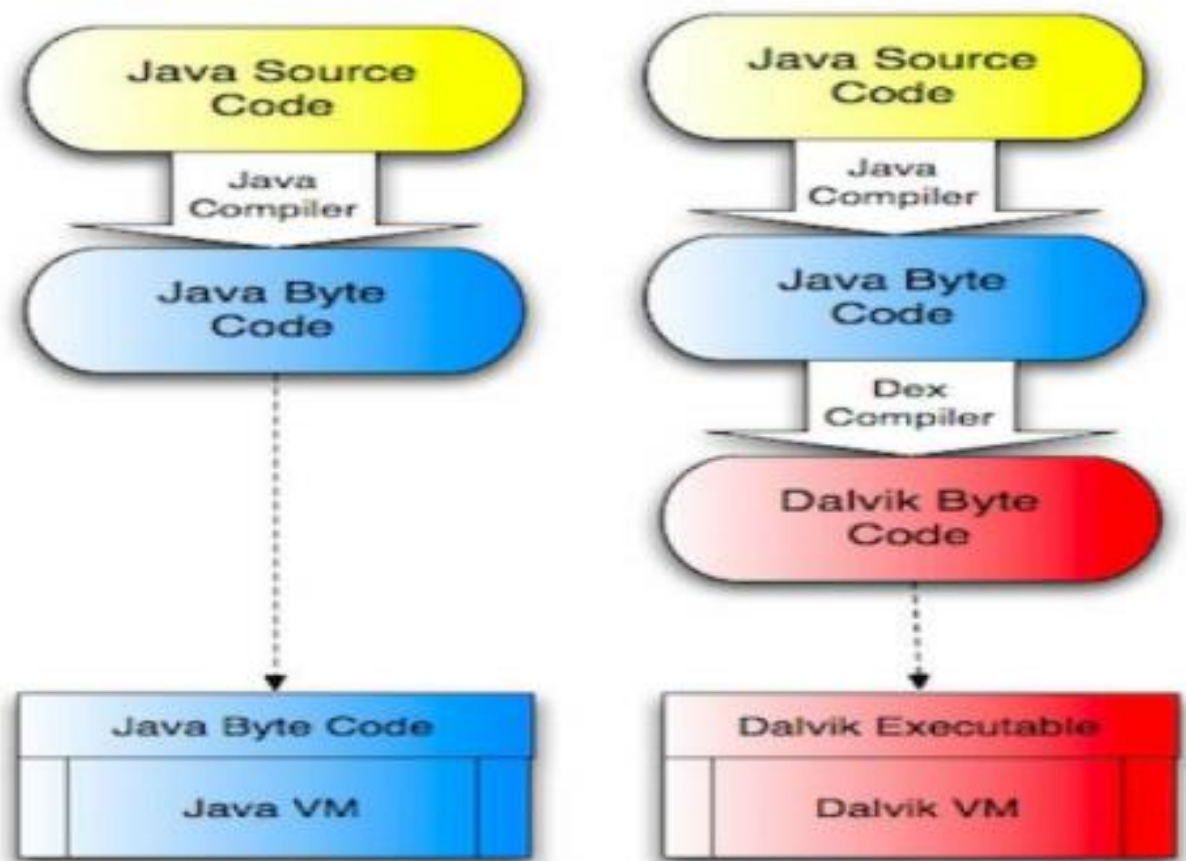 Java Source
Code
Java
Compiler
Java Byte
Code
Java Byte Code
Java VM
Java Source
Code
Java
Compiler
Java Byte
Code
Dex
Compiler
Dalvik Byte
Code
Dalvik Executable
Dalvik VM